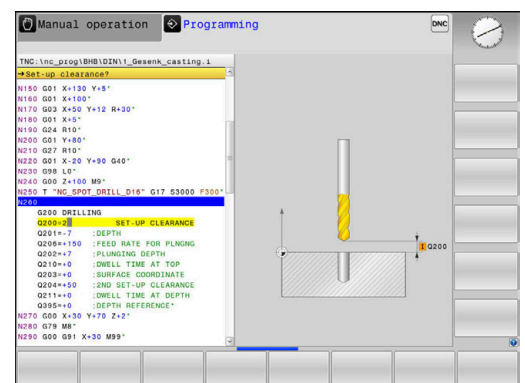 Manual operation
Programming
DNC
TNC:\nc_prog\BHB\DIN\1_Gesenk_casting.i
→Set-up clearance?
N150 G01 X+130 Y+5*
N160 G01 X+100*
N170 G03 X+50 Y+12 R+30*
N180 G01 X+5*
N190 G24 R10*
N200 G01 Y+80*
N210 G27 R10*
N220 G01 X-20 Y+90 G40*
N230 G98 L0*
N240 G00 Z+100 M9*
N250 T "NC_SPOT_DRILL_D16" G17 S3000 F300*
N260
G200 DRILLING
Q200=2 SET-UP CLEARANCE
Q201=-7 ;DEPTH
Q206=+150 ;FEED RATE FOR PLNGNG
Q202=+7 ;PLUNGING DEPTH
Q210=+0 ;DWELL TIME AT TOP
Q203=+0 ;SURFACE COORDINATE
Q204=+50 ;2ND SET-UP CLEARANCE
Q211=+0 ;DWELL TIME AT DEPTH
Q395=+0 ;DEPTH REFERENCE*
N270 G00 X+30 Y+70 Z+2*
N280 G79 M8*
N290 G00 G91 X+30 M99*
Q200